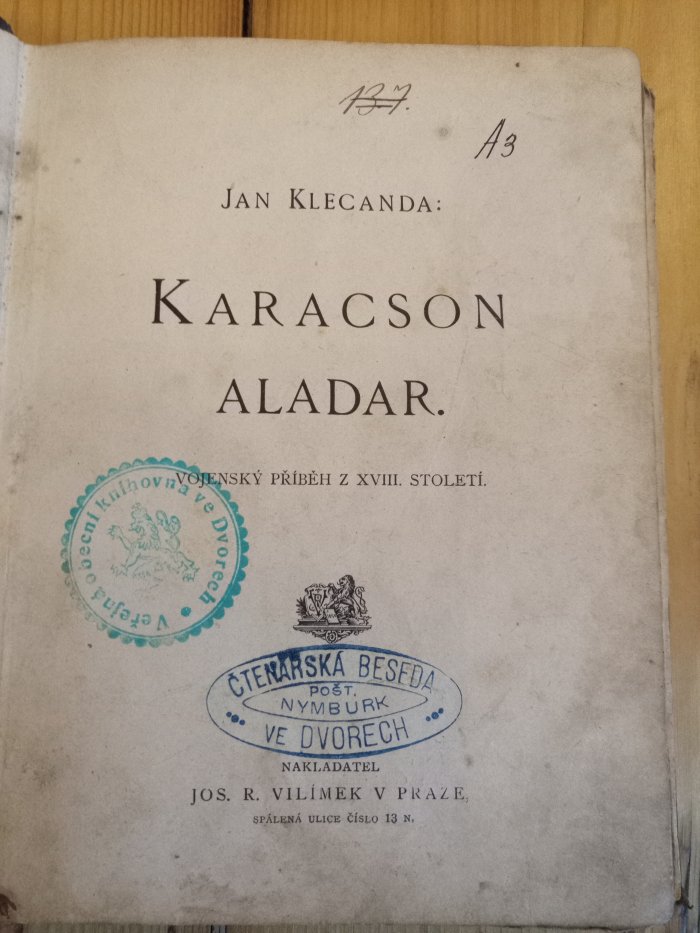 137.
A3
JAN KLECANDA:
KARACSON
ALADAR.
VOJENSKÝ PŘÍBĚH Z XVIII. STOLETÍ.
Veřejná obecní knihovna ve Dvorech
ČTENÁŘSKÁ BESEDA
POŠT.
NYMBURK
VE DVOŘECH
NAKLADATEL
JOS. R. VILÍMEK V PRAZE,
SPÁLENÁ ULICE ČÍSLO 13 N.